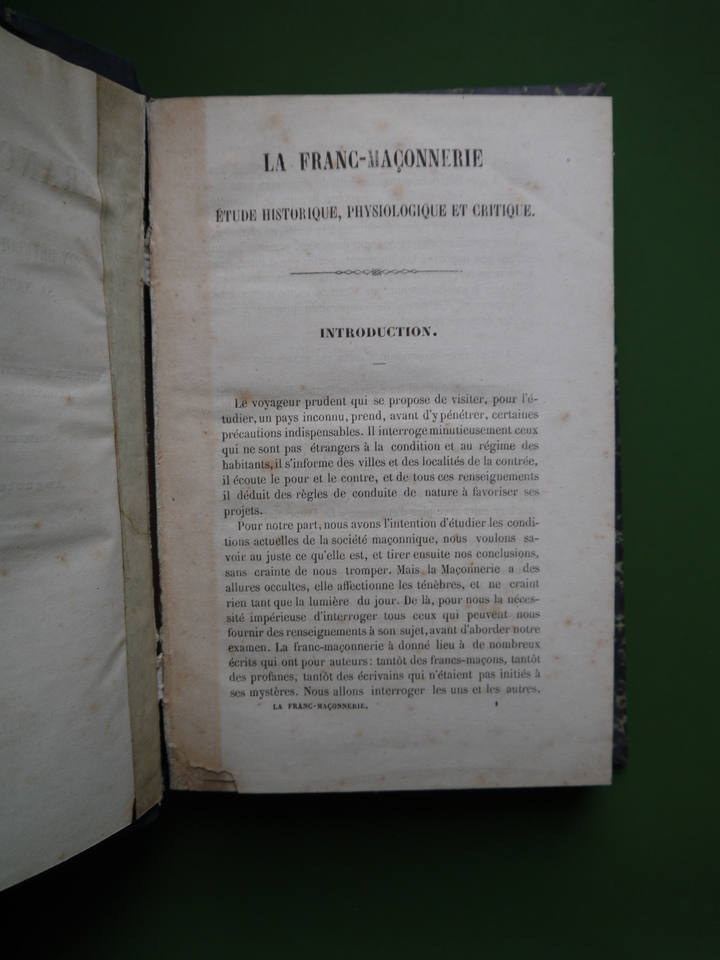 LA FRANC-MAÇONNERIE
ÉTUDE HISTORIQUE, PHYSIOLOGIQUE ET CRITIQUE.
INTRODUCTION.
Le voyageur prudent qui se propose de visiter, pour l'é-
tudier, un pays inconnu, prend, avant d'y pénétrer, certaines
précautions indispensables. Il interroge minutieusement ceux
qui ne sont pas étrangers à la condition et au régime des
habitants, il s'informe des villes et des localités de la contrée,
il écoute le pour et le contre, et de tous ces renseignements
il déduit des règles de conduite de nature à favoriser ses
projets.
Pour notre part, nous avons l'intention d'étudier les condi-
tions actuelles de la société maçonnique, nous voulons sa-
voir au juste ce qu'elle est, et tirer ensuite nos conclusions,
sans crainte de nous tromper. Mais la Maçonnerie a des
allures occultes, elle affectionne les ténèbres, et ne craint
rien tant que la lumière du jour. De là, pour nous la néces-
sité impérieuse d'interroger tous ceux qui peuvent nous
fournir des renseignements à son sujet, avant d'aborder notre
examen. La franc-maçonnerie à donné lieu à de nombreux
écrits qui ont pour auteurs : tantôt des francs-maçons, tantôt
des profanes, tantôt des écrivains qui n'étaient pas initiés à
ses mystères. Nous allons interroger les uns et les autres.
LA FRANC-MAÇONNERIE. 1